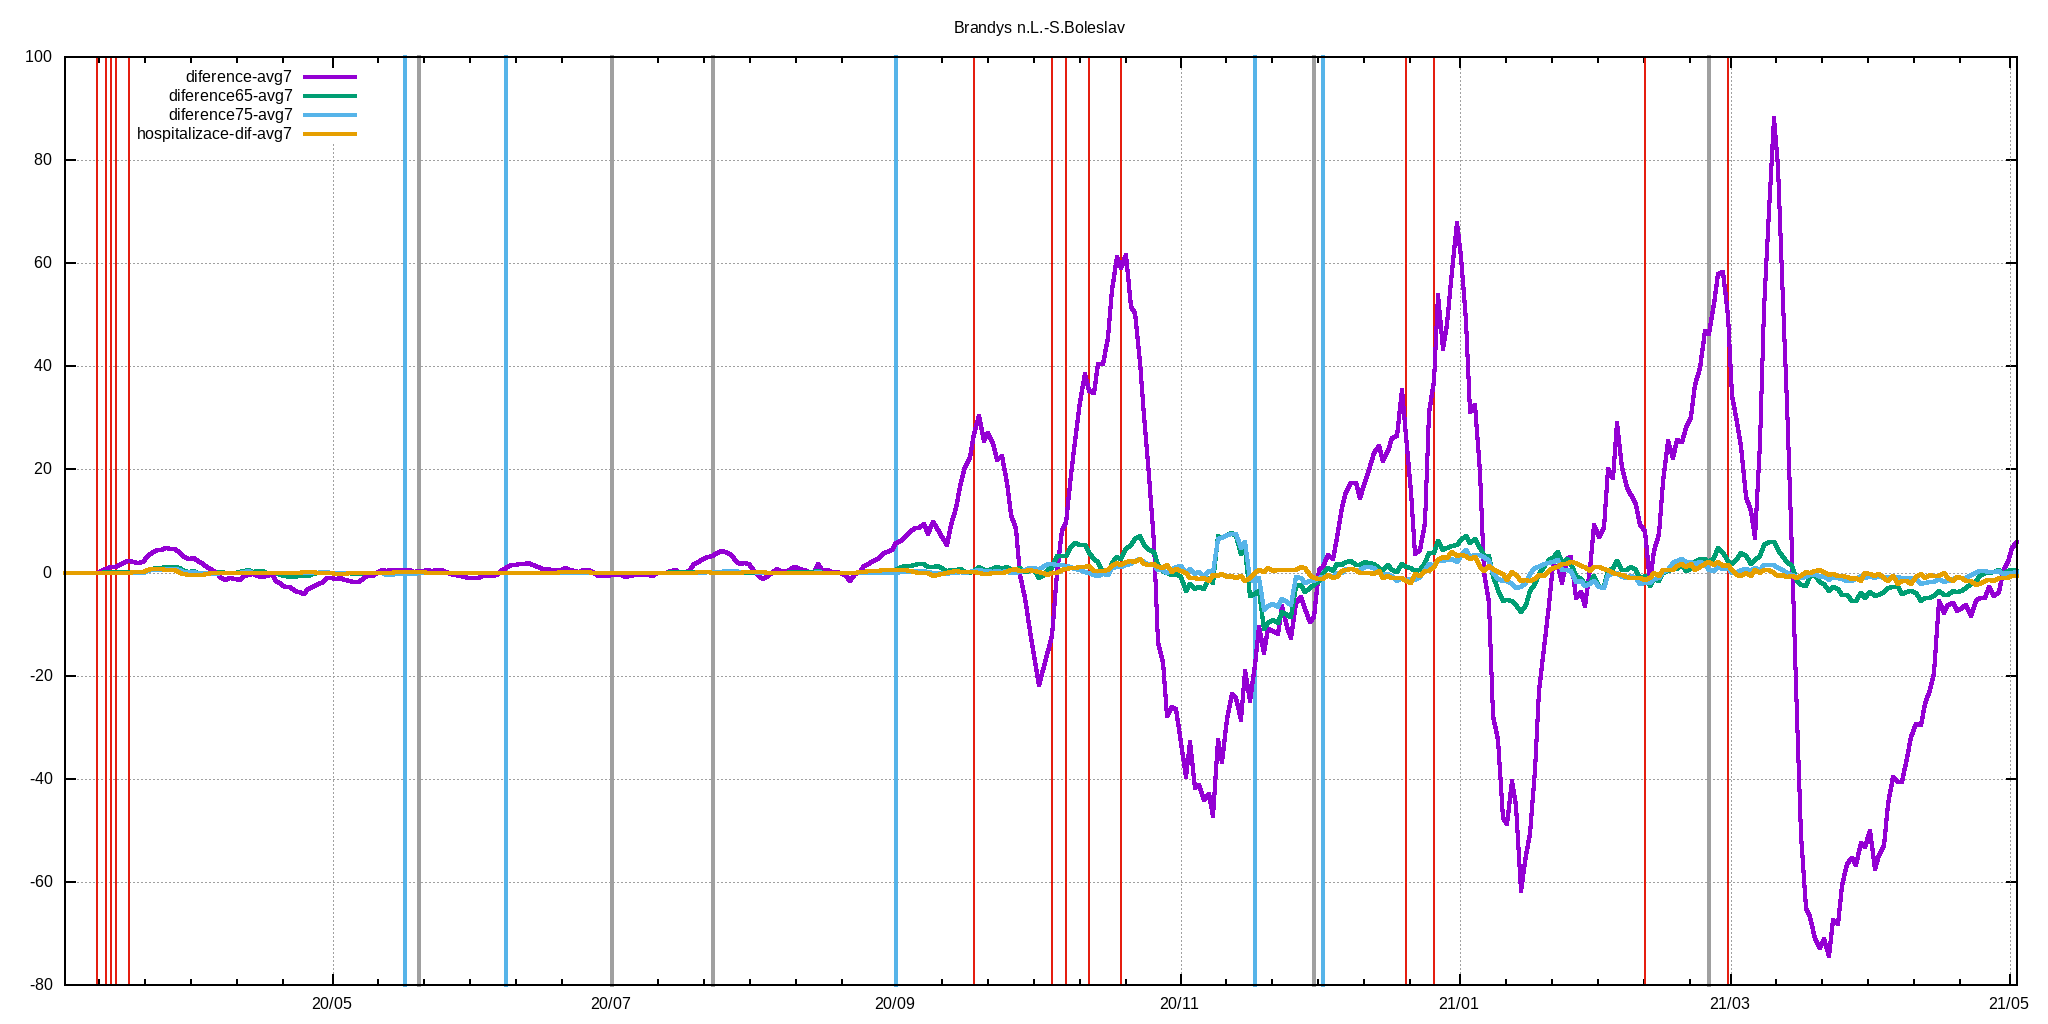 Brandys n.L.-S.Boleslav
diference-avg7
diference65-avg7
diference75-avg7
hospitalizace-dif-avg7
100
80
60
40
20
0
-20
-40
-60
-80
20/05 20/07 20/09 20/11 21/01 21/03 21/05